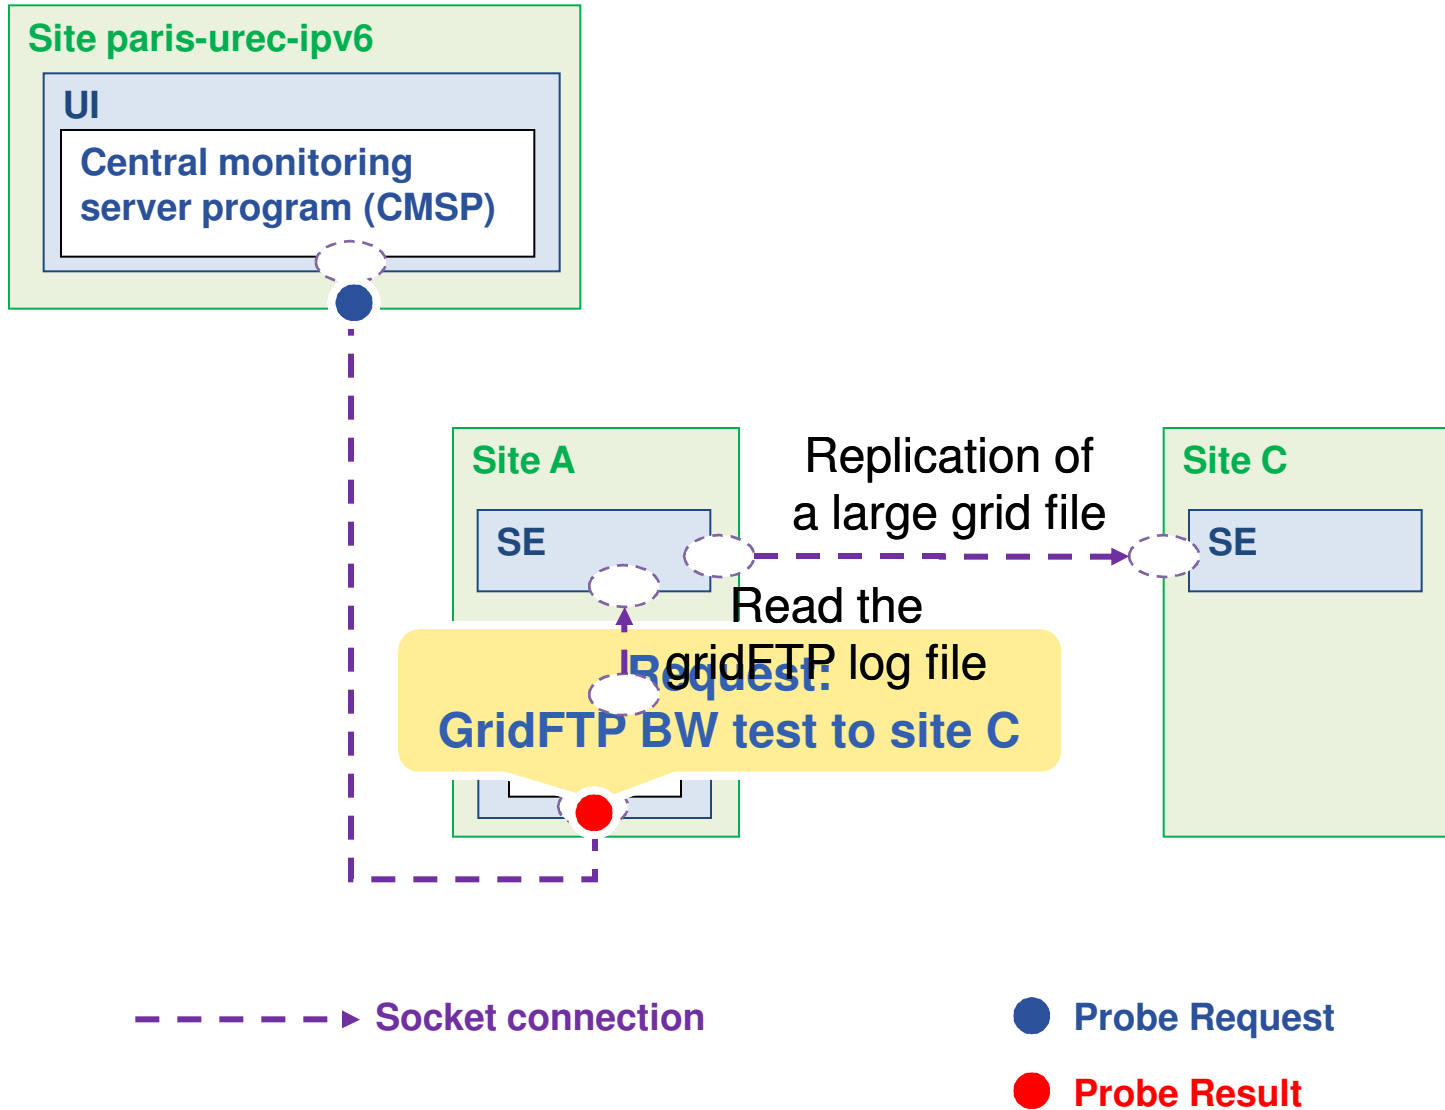 Site paris-urec-ipv6
UI
Central monitoring
server program (CMSP)
Site A
SE
Replication of
a large grid file
Site C
SE
Read the
gridFTP log file
Request:
GridFTP BW test to site C
Socket connection
Probe Request
Probe Result